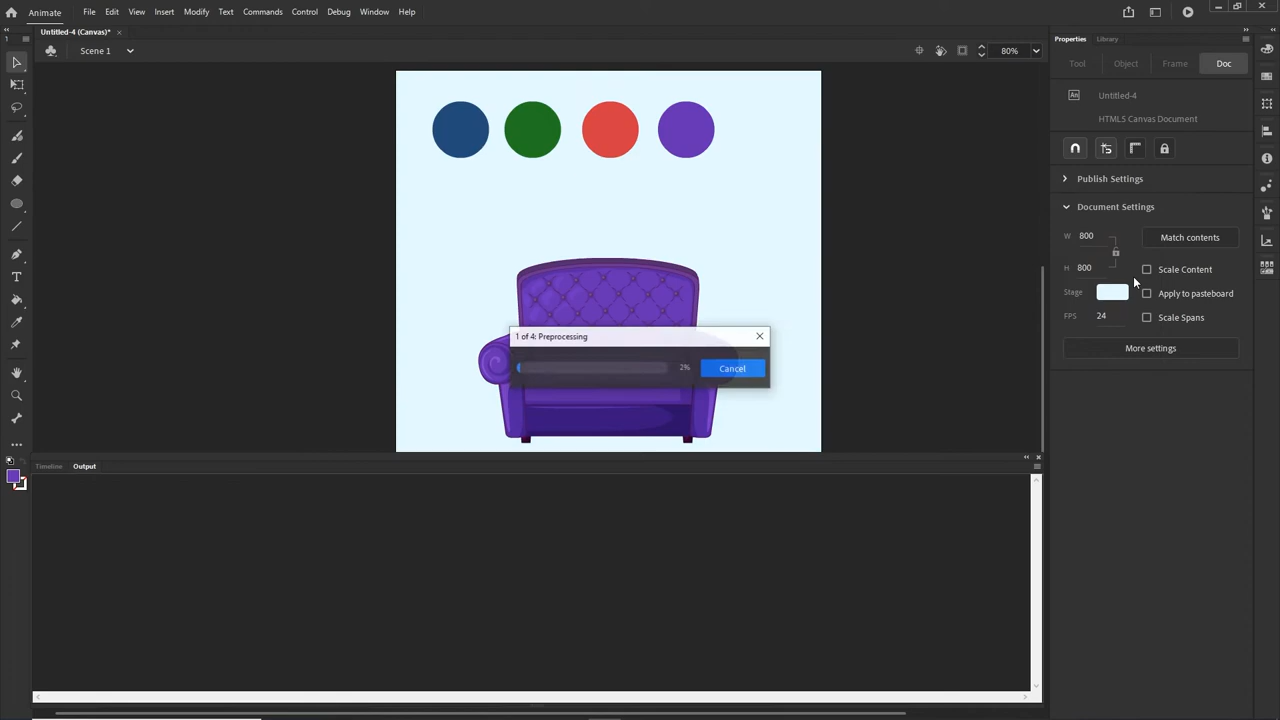 Animate File Edit View Insert Modify Text Commands Control Debug Window Help
Untitled-4 (Canvas)*
Scene 1
80%
Properties Library
Tool Object Frame Doc
An Untitled-4
HTML5 Canvas Document
Publish Settings
Document Settings
W 800 Match contents
H 800 Scale Content
Stage Apply to pasteboard
FPS 24 Scale Spans
More settings
1 of 4: Preprocessing
2% Cancel
Timeline Output